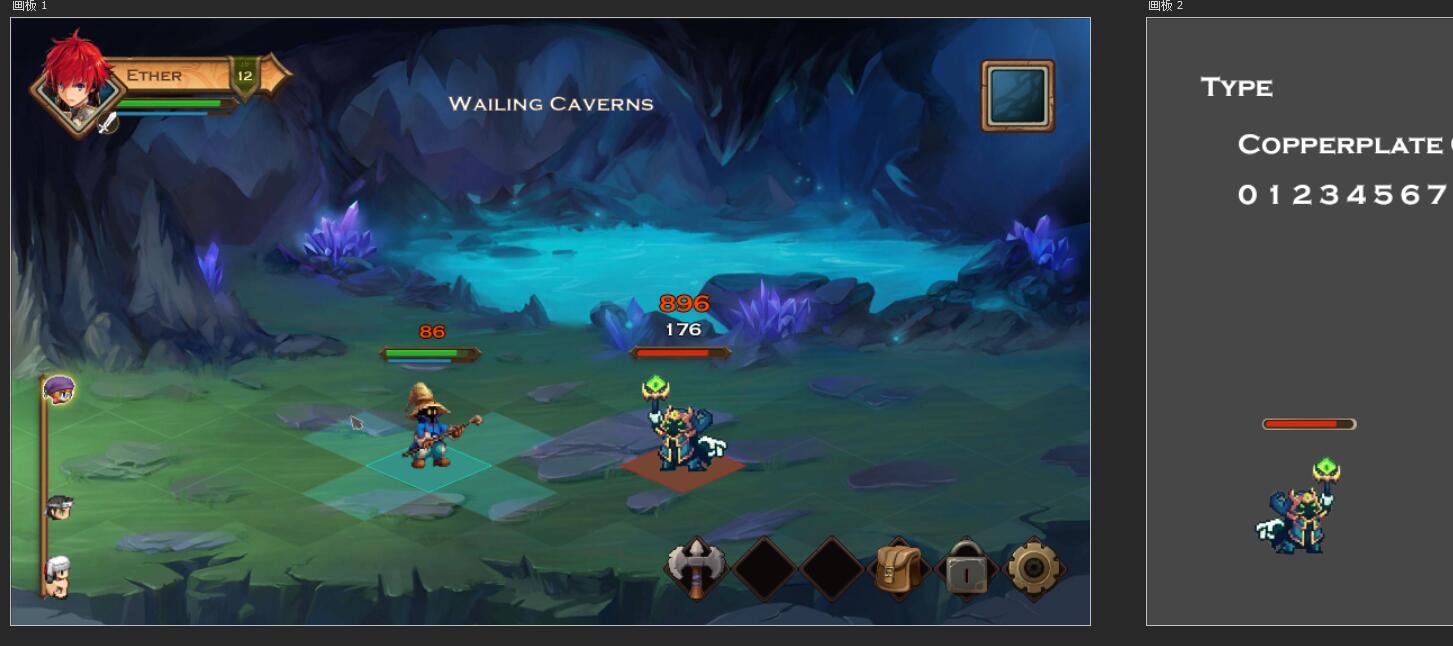 画板 1
画板 2
ETHER
LV
12
WAILING CAVERNS
896
176
86
TYPE
COPPERPLATE
0 1 2 3 4 5 6 7